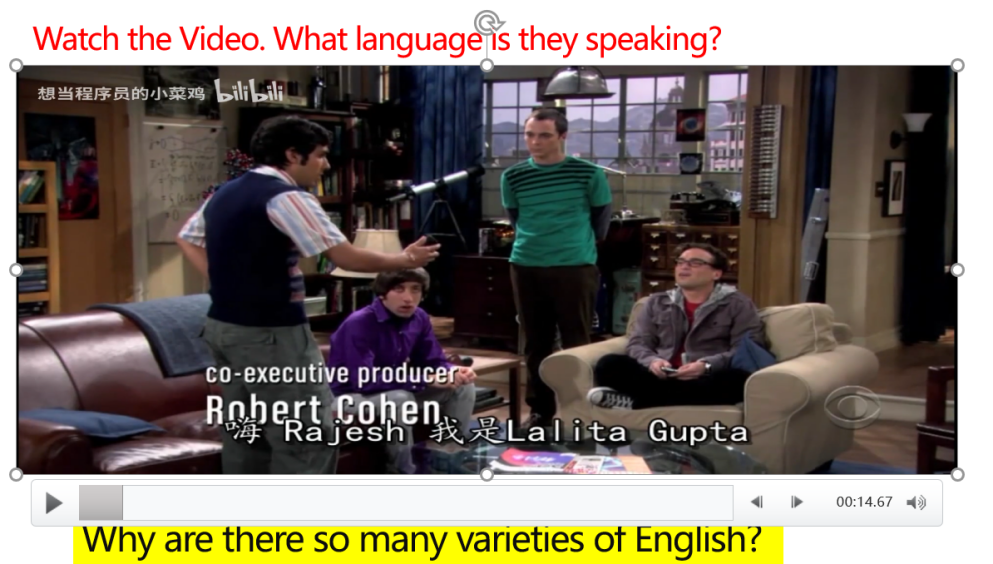 Watch the Video. What language is they speaking?
想当程序员的小菜鸡 bilibili
co-executive producer
Robert Cohen
嗨 Rajesh 我是Lalita Gupta
00:14.67
Why are there so many varieties of English?